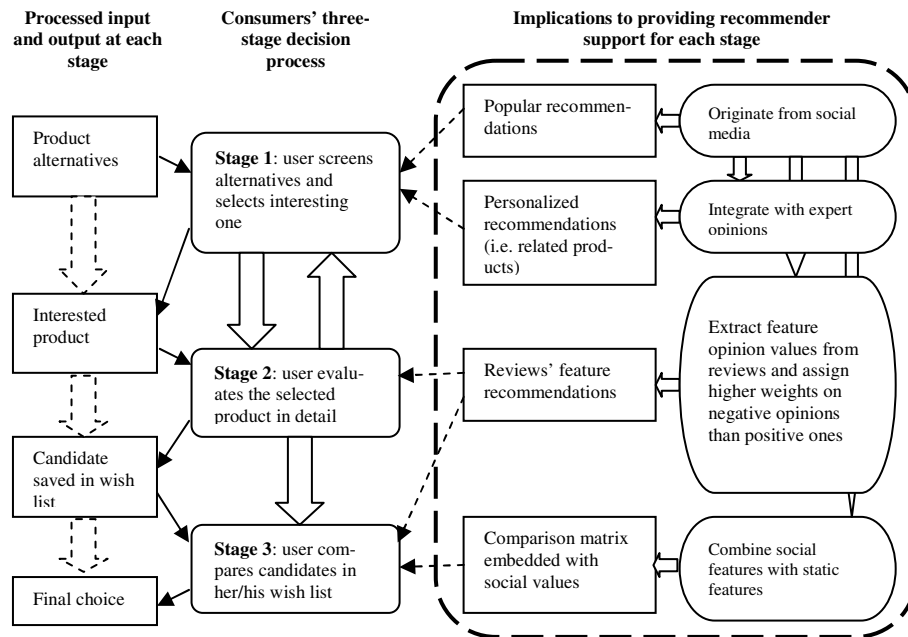 Processed input
and output at each
stage
Consumers' three-
stage decision
process
Implications to providing recommender
support for each stage
Product
alternatives
Interested
product
Candidate
saved in wish
list
Final choice
Stage 1: user screens
alternatives and
selects interesting
one
Stage 2: user evalu-
ates the selected
product in detail
Stage 3: user com-
pares candidates in
her/his wish list
Popular recommen-
dations
Personalized
recommendations
(i.e. related prod-
ucts)
Reviews' feature
recommendations
Comparison matrix
embedded with
social values
Originate from social
media
Integrate with expert
opinions
Extract feature
opinion values from
reviews and assign
higher weights on
negative opinions
than positive ones
Combine social
features with static
features